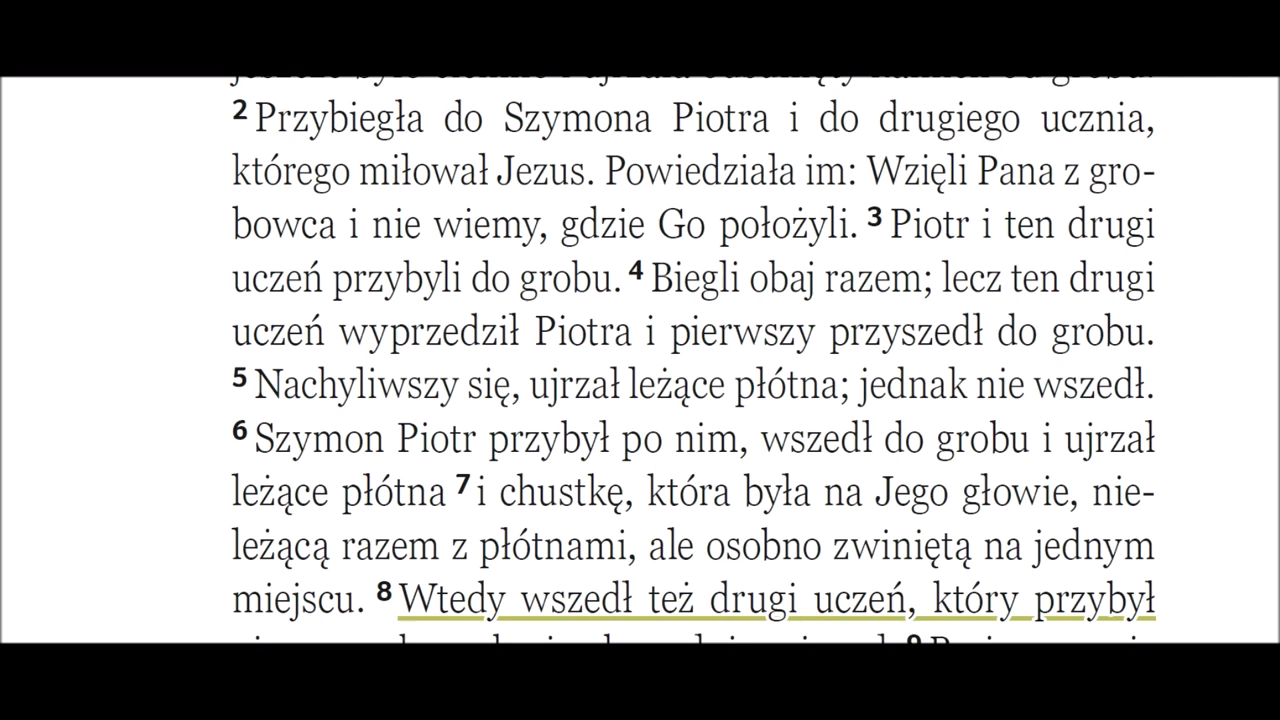 2 Przybiegła do Szymona Piotra i do drugiego ucznia,
którego miłował Jezus. Powiedziała im: Wzięli Pana z gro-
bowca i nie wiemy, gdzie Go położyli. 3 Piotr i ten drugi
uczeń przybyli do grobu. 4 Biegli obaj razem; lecz ten drugi
uczeń wyprzedził Piotra i pierwszy przyszedł do grobu.
5 Nachyliwszy się, ujrzał leżące płótna; jednak nie wszedł.
6 Szymon Piotr przybył po nim, wszedł do grobu i ujrzał
leżące płótna 7 i chustkę, która była na Jego głowie, nie-
leżącą razem z płótnami, ale osobno zwiniętą na jednym
miejscu. 8 Wtedy wszedł też drugi uczeń, który przybył